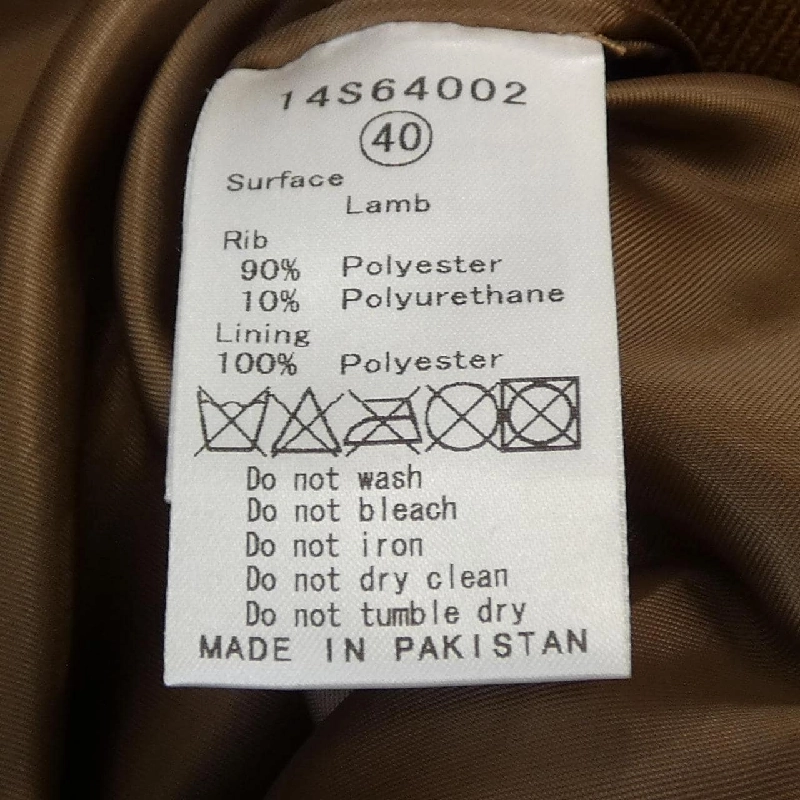 14S64002
40
Surface
Lamb
Rib
90% Polyester
10% Polyurethane
Lining
100% Polyester
Do not wash
Do not bleach
Do not iron
Do not dry clean
Do not tumble dry
MADE IN PAKISTAN